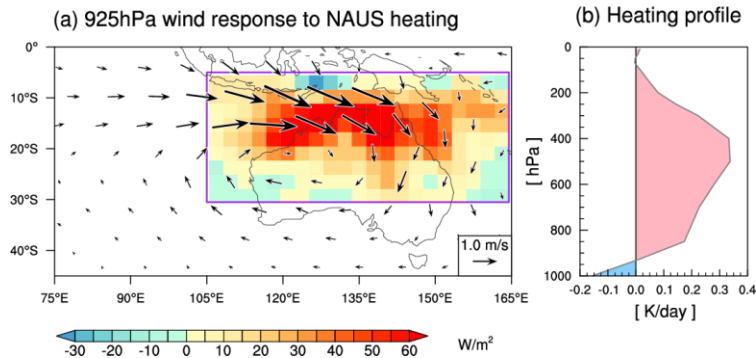 (a) 925hPa wind response to NAUS heating
(b) Heating profile
0°
10°S
20°S
30°S
40°S
1.0 m/s
75°E 90°E 105°E 120°E 135°E 150°E 165°E
-30 -20 -10 0 10 20 30 40 50 60 W/m²
0
200
400
600
800
1000
[ hPa ]
-0.2 -0.1 0.0 0.1 0.2 0.3 0.4
[ K/day ]